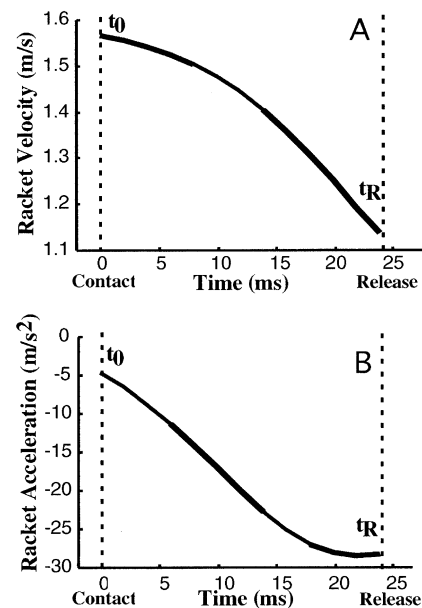 A
t0
Racket Velocity (m/s)
1.6
1.5
1.4
1.3
1.2
1.1
tR
0 5 10 15 20 25
Contact Time (ms) Release
B
t0
Racket Acceleration (m/s2)
0
-5
-10
-15
-20
-25
-30
tR
0 5 10 15 20 25
Contact Time (ms) Release